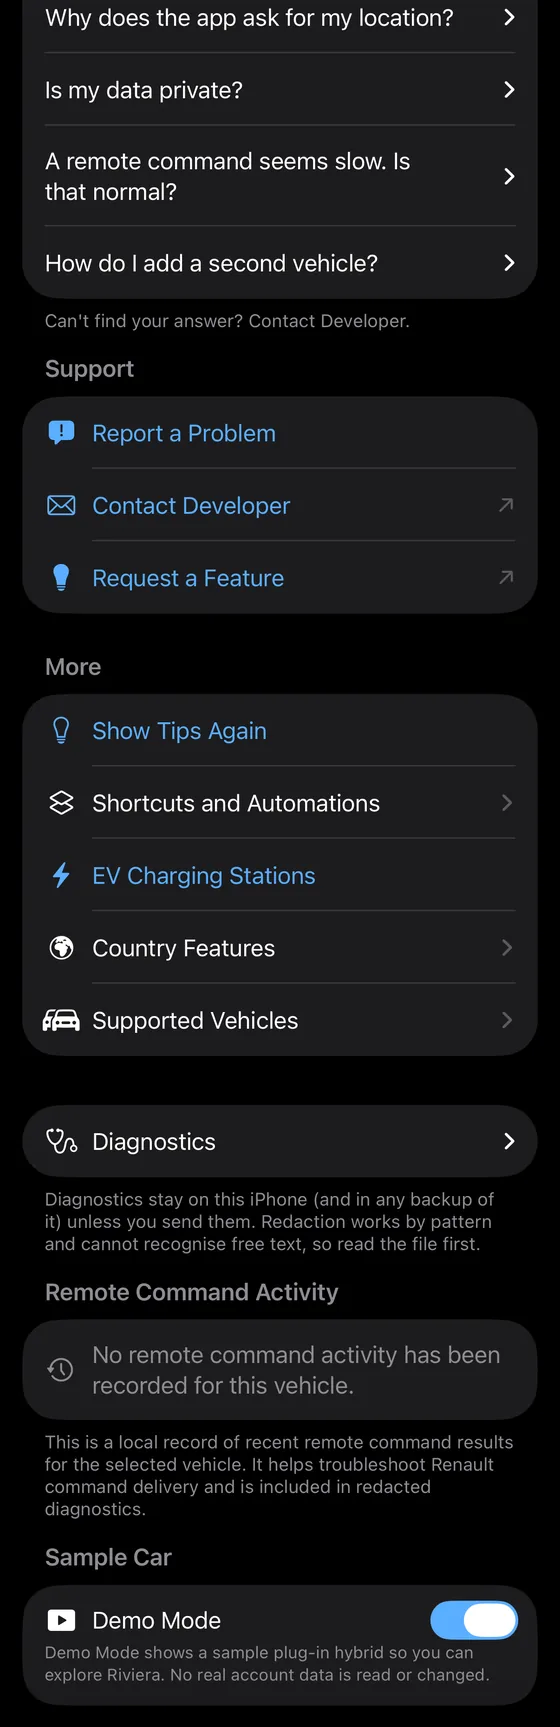 Why does the app ask for my location?
Is my data private?
A remote command seems slow. Is
that normal?
How do I add a second vehicle?
Can't find your answer? Contact Developer.
Support
Report a Problem
Contact Developer
Request a Feature
More
Show Tips Again
Shortcuts and Automations
EV Charging Stations
Country Features
Supported Vehicles
Diagnostics
Diagnostics stay on this iPhone (and in any backup of
it) unless you send them. Redaction works by pattern
and cannot recognise free text, so read the file first.
Remote Command Activity
No remote command activity has been
recorded for this vehicle.
This is a local record of recent remote command results
for the selected vehicle. It helps troubleshoot Renault
command delivery and is included in redacted
diagnostics.
Sample Car
Demo Mode
Demo Mode shows a sample plug-in hybrid so you can
explore Riviera. No real account data is read or changed.